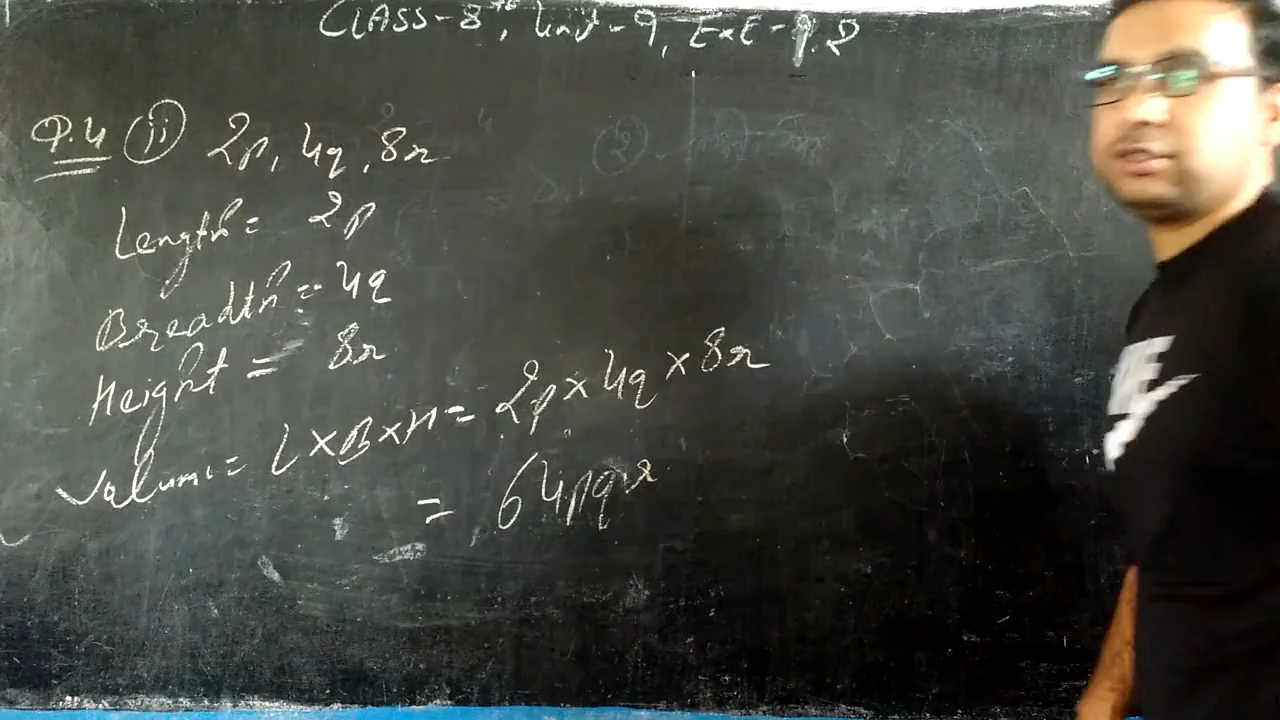 CLASS-8th, Unit-9, ExE-9.2
Q.4 (ii) 2p, 4q, 8r
Length = 2p
Breadth = 4q
Height = 8r
Volume = L×B×H = 2p×4q×8r
= 64pqr
NIKE